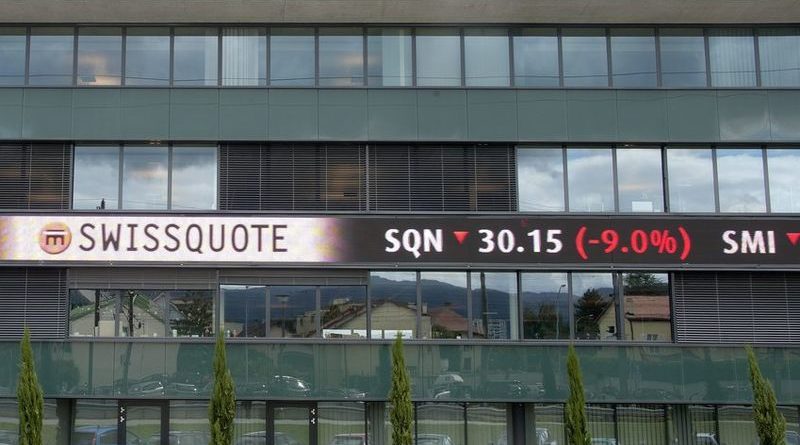 SWISSQUOTE SQN ▼ 30.15 (-9.0%) SMI ▼